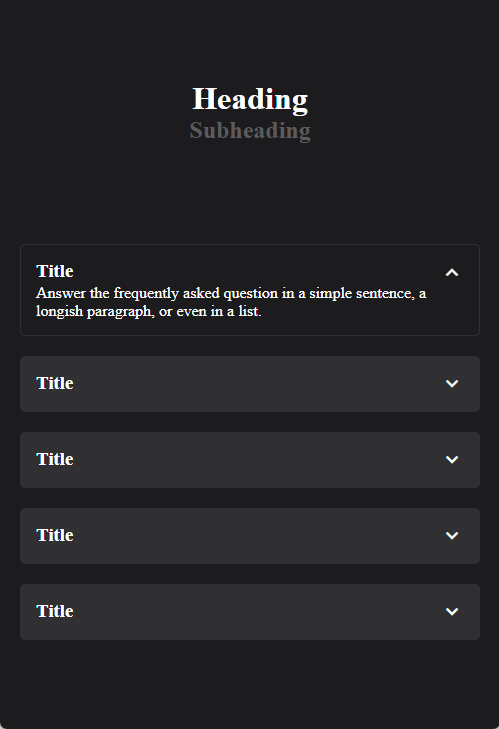 Heading
Subheading
Title
Answer the frequently asked question in a simple sentence, a
longish paragraph, or even in a list.
Title
Title
Title
Title